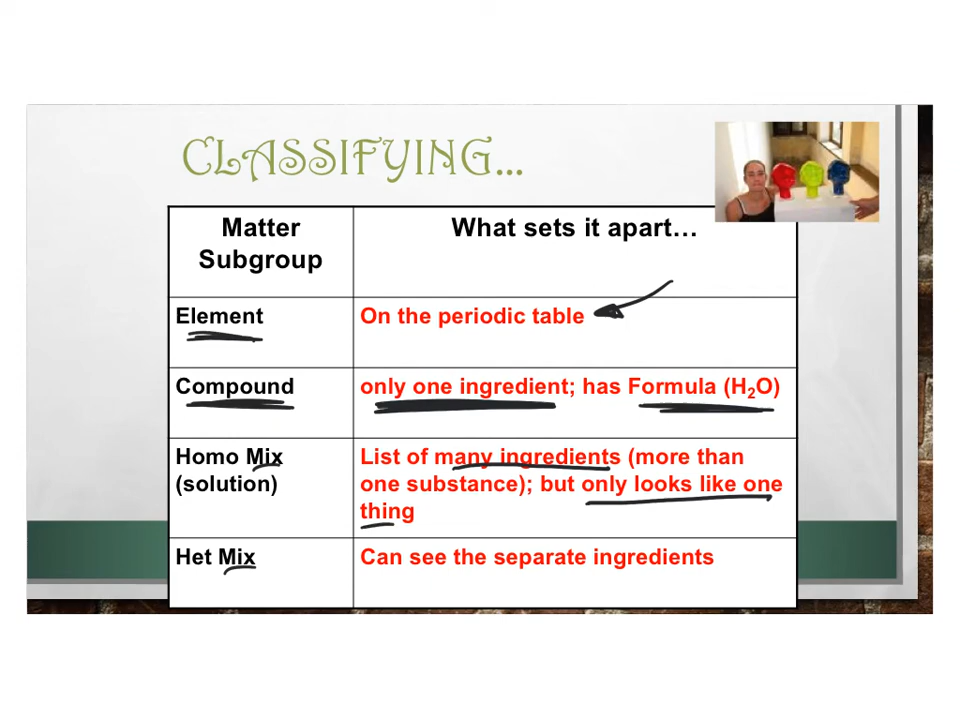 CLASSIFYING...
Matter
Subgroup
What sets it apart…
Element
On the periodic table
Compound
only one ingredient; has Formula (H₂O)
Homo Mix
(solution)
List of many ingredients (more than
one substance); but only looks like one
thing
Het Mix
Can see the separate ingredients